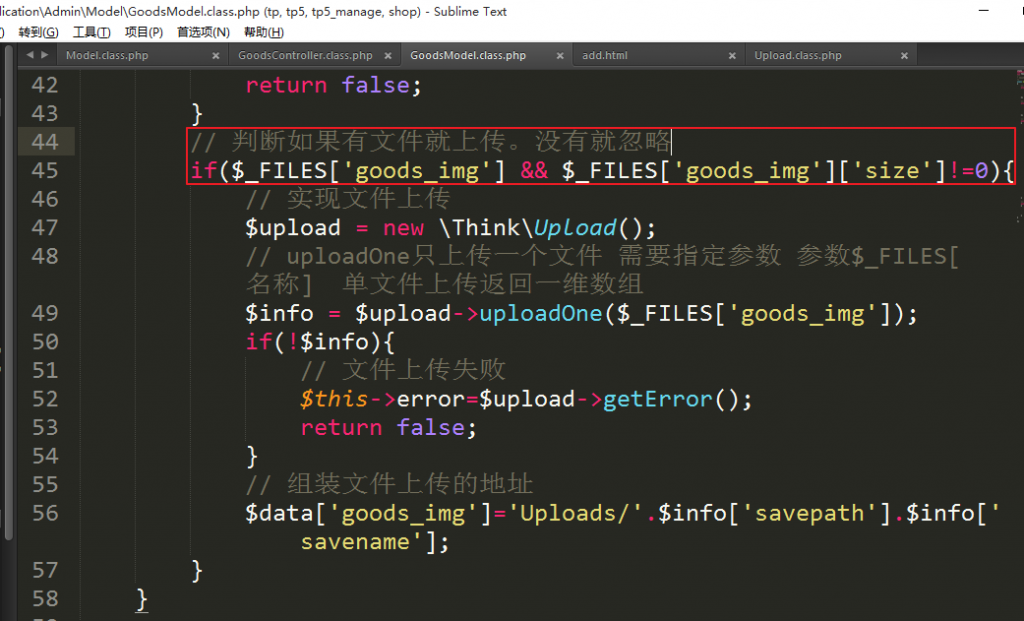 lication\Admin\Model\GoodsModel.class.php (tp, tp5, tp5_manage, shop) - Sublime Text
转到(G) 工具(T) 项目(P) 首选项(N) 帮助(H)
Model.class.php × GoodsController.class.php × GoodsModel.class.php × add.html × Upload.class.php ×
42 return false;
43 }
44 // 判断如果有文件就上传。没有就忽略
45 if($_FILES['goods_img'] && $_FILES['goods_img']['size']!=0){
46 // 实现文件上传
47 $upload = new \Think\Upload();
48 // uploadOne只上传一个文件 需要指定参数 参数$_FILES[
名称] 单文件上传返回一维数组
49 $info = $upload->uploadOne($_FILES['goods_img']);
50 if(!$info){
51 // 文件上传失败
52 $this->error=$upload->getError();
53 return false;
54 }
55 // 组装文件上传的地址
56 $data['goods_img']='Uploads/'.$info['savepath'].$info['
savename'];
57 }
58 }